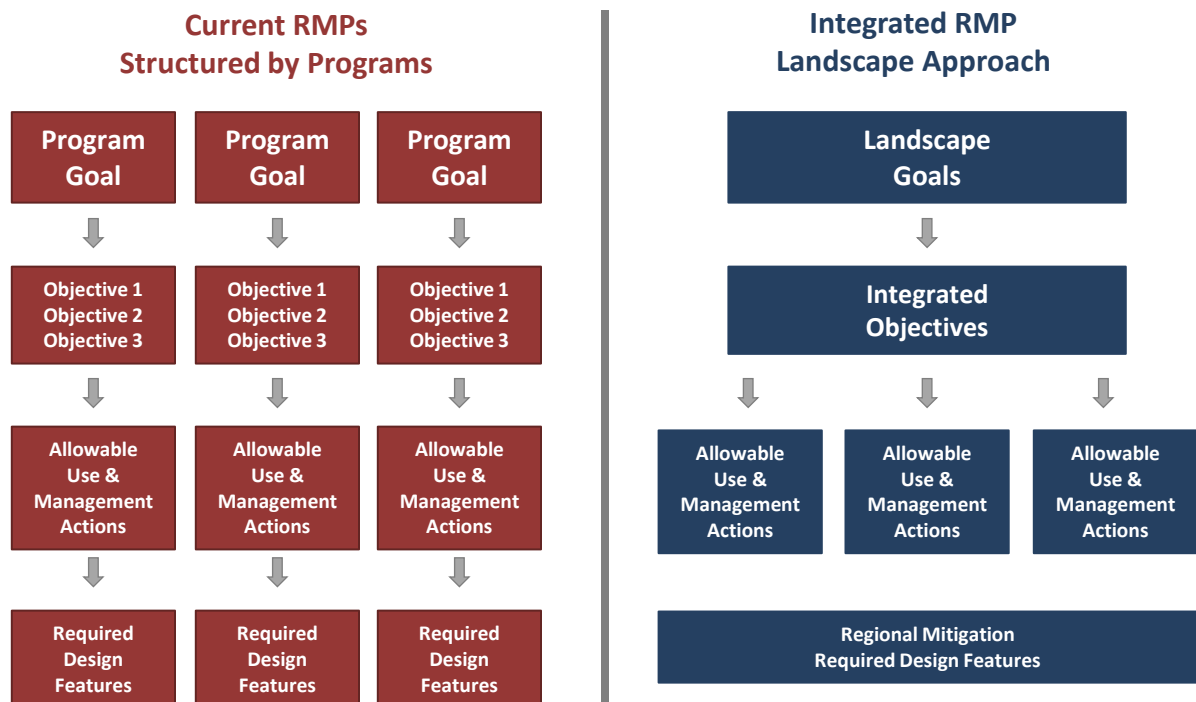 Current RMPs
Structured by Programs
Program
Goal
Program
Goal
Program
Goal
Objective 1
Objective 2
Objective 3
Objective 1
Objective 2
Objective 3
Objective 1
Objective 2
Objective 3
Allowable
Use &
Management
Actions
Allowable
Use &
Management
Actions
Allowable
Use &
Management
Actions
Required
Design
Features
Required
Design
Features
Required
Design
Features
Integrated RMP
Landscape Approach
Landscape
Goals
Integrated
Objectives
Allowable
Use &
Management
Actions
Allowable
Use &
Management
Actions
Allowable
Use &
Management
Actions
Regional Mitigation
Required Design Features